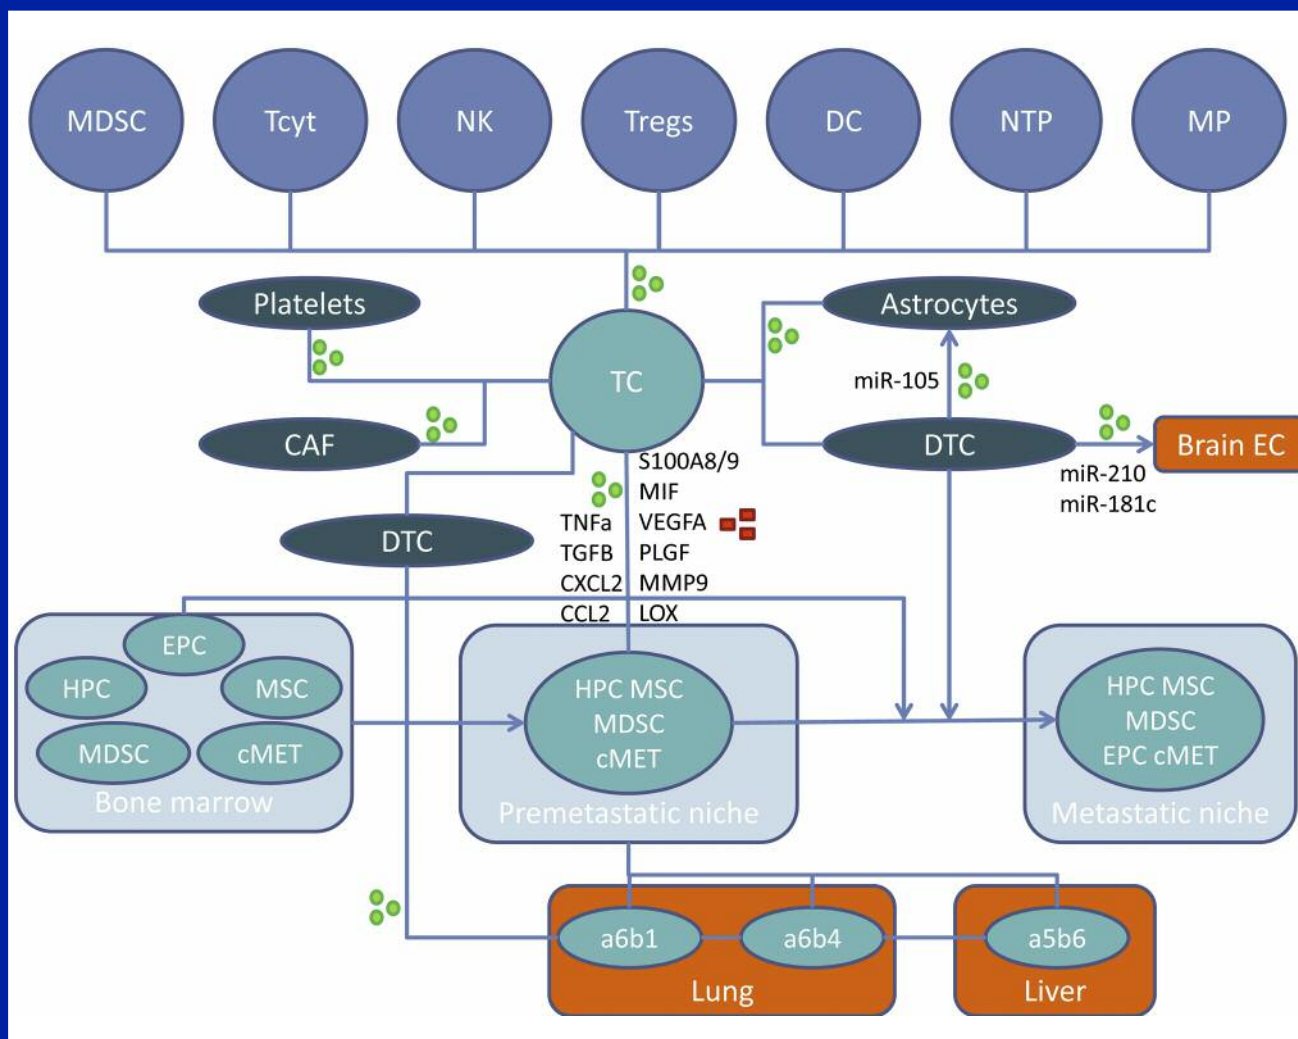 MDSC
Tcyt
NK
Tregs
DC
NTP
MP
Platelets
Astrocytes
TC
miR-105
CAF
DTC
Brain EC
miR-210
miR-181c
S100A8/9
MIF
TNFa
VEGFA
DTC
TGFB
PLGF
CXCL2
MMP9
CCL2
LOX
EPC
HPC
MSC
MDSC
cMET
Bone marrow
HPC MSC
MDSC
cMET
Premetastatic niche
HPC MSC
MDSC
EPC cMET
Metastatic niche
a6b1
a6b4
Lung
a5b6
Liver